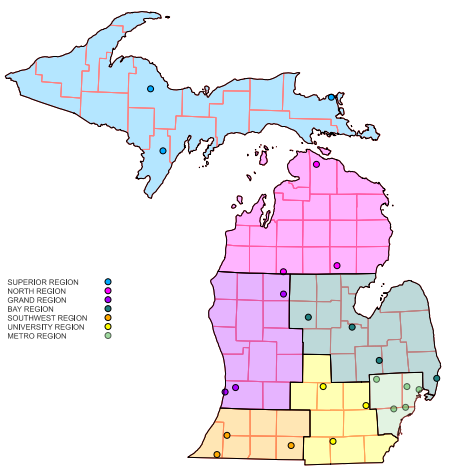 SUPERIOR REGION
NORTH REGION
GRAND REGION
BAY REGION
SOUTHWEST REGION
UNIVERSITY REGION
METRO REGION